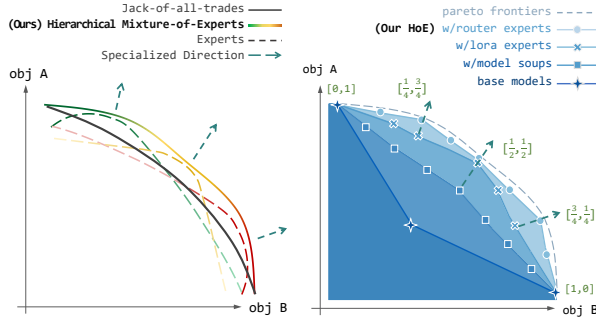 Jack-of-all-trades
(Ours) Hierarchical Mixture-of-Experts
Experts
Specialized Direction
obj A
obj B
pareto frontiers
(Our HoE) w/router experts
w/lora experts
w/model soups
base models
obj A
[0,1]
[1/4,3/4]
[1/2,1/2]
[3/4,1/4]
[1,0]
obj B